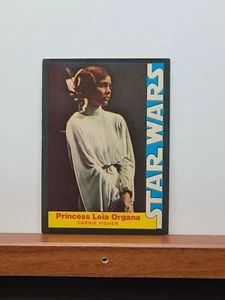 STAR WARS
Princess Leia Organa
CARRIE FISHER